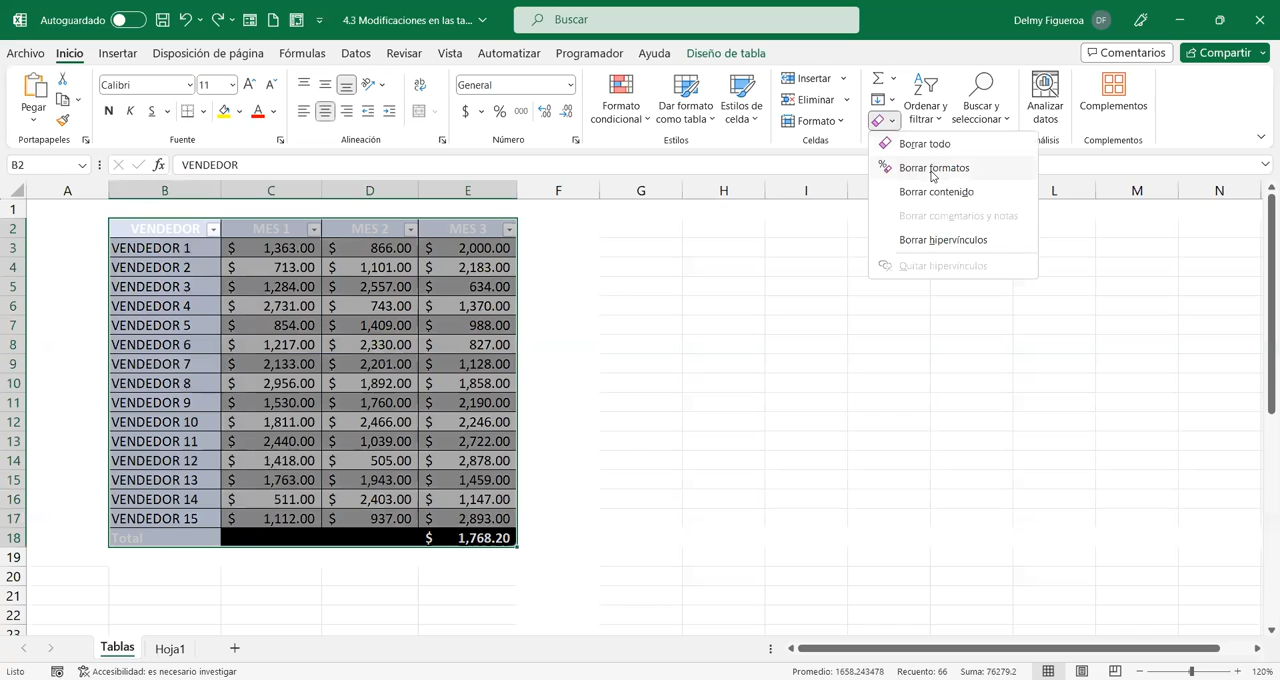 Autoguardado
4.3 Modificaciones en las ta...
Buscar
Delmy Figueroa DF
Archivo Inicio Insertar Disposición de página Fórmulas Datos Revisar Vista Automatizar Programador Ayuda Diseño de tabla
Comentarios Compartir
Pegar
Portapapeles
Calibri 11
N K S
Fuente
Alineación
General
$ % 000
Número
Formato condicional
Dar formato como tabla
Estilos de celda
Estilos
Insertar
Eliminar
Formato
Celdas
Ordenar y filtrar
Buscar y seleccionar
Analizar datos
álisis
Complementos
Complementos
Borrar todo
Borrar formatos
Borrar contenido
Borrar comentarios y notas
Borrar hipervínculos
Quitar hipervínculos
B2 fx VENDEDOR
A B C D E F G H I L M N
1
2 VENDEDOR MES 1 MES 2 MES 3
3 VENDEDOR 1 $ 1,363.00 $ 866.00 $ 2,000.00
4 VENDEDOR 2 $ 713.00 $ 1,101.00 $ 2,183.00
5 VENDEDOR 3 $ 1,284.00 $ 2,557.00 $ 634.00
6 VENDEDOR 4 $ 2,731.00 $ 743.00 $ 1,370.00
7 VENDEDOR 5 $ 854.00 $ 1,409.00 $ 988.00
8 VENDEDOR 6 $ 1,217.00 $ 2,330.00 $ 827.00
9 VENDEDOR 7 $ 2,133.00 $ 2,201.00 $ 1,128.00
10 VENDEDOR 8 $ 2,956.00 $ 1,892.00 $ 1,858.00
11 VENDEDOR 9 $ 1,530.00 $ 1,760.00 $ 2,190.00
12 VENDEDOR 10 $ 1,811.00 $ 2,466.00 $ 2,246.00
13 VENDEDOR 11 $ 2,440.00 $ 1,039.00 $ 2,722.00
14 VENDEDOR 12 $ 1,418.00 $ 505.00 $ 2,878.00
15 VENDEDOR 13 $ 1,763.00 $ 1,943.00 $ 1,459.00
16 VENDEDOR 14 $ 511.00 $ 2,403.00 $ 1,147.00
17 VENDEDOR 15 $ 1,112.00 $ 937.00 $ 2,893.00
18 Total $ 1,768.20
19
20
21
22
23
Tablas Hoja1
Listo Accesibilidad: es necesario investigar Promedio: 1658.243478 Recuento: 66 Suma: 76279.2 120%